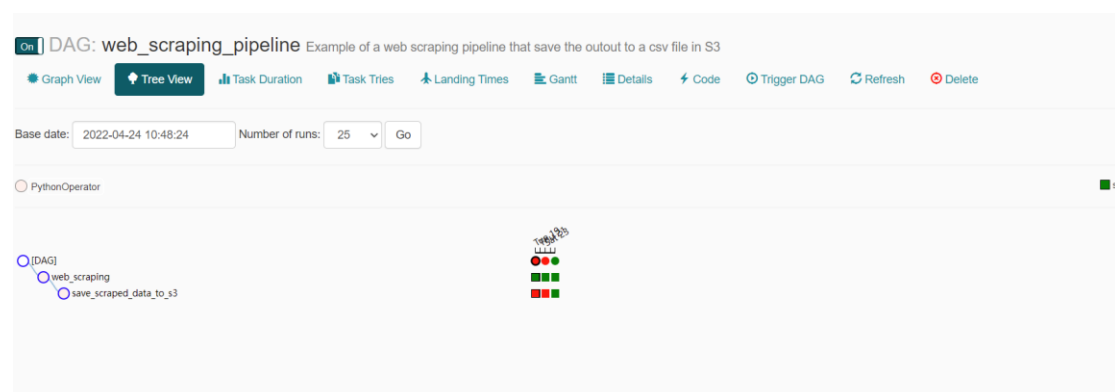 On DAG: web_scraping_pipeline Example of a web scraping pipeline that save the outout to a csv file in S3
Graph View Tree View Task Duration Task Tries Landing Times Gantt Details Code Trigger DAG Refresh Delete
Base date: 2022-04-24 10:48:24 Number of runs: 25 Go
PythonOperator
[DAG]
web_scraping
save_scraped_data_to_s3